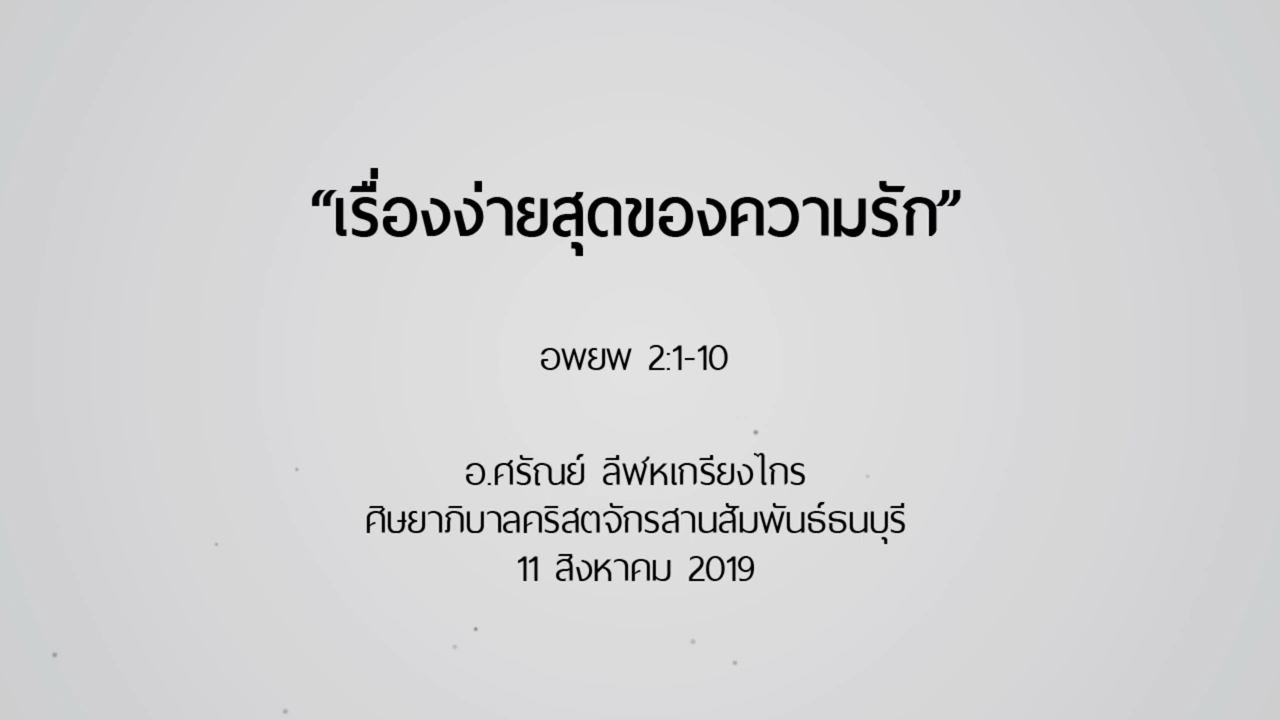 “เรื่องง่ายสุดของความรัก”
อพยพ 2:1-10
อ.ศรัณย์ ลีฬหเกรียงไกร
ศิษยาภิบาลคริสตจักรสานสัมพันธ์ธนบุรี
11 สิงหาคม 2019